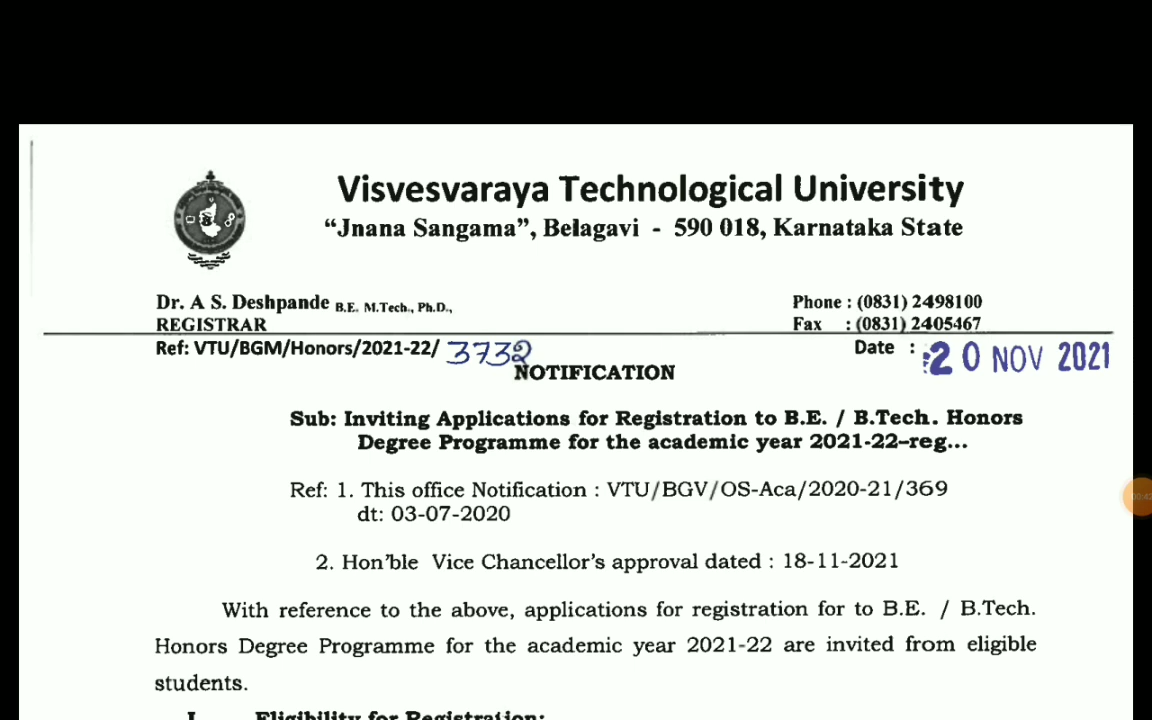 Visvesvaraya Technological University
“Jnana Sangama”, Belagavi - 590 018, Karnataka State
Dr. A S. Deshpande B.E. M.Tech., Ph.D., Phone : (0831) 2498100
REGISTRAR Fax : (0831) 2405467
Ref: VTU/BGM/Honors/2021-22/ 3732 Date : 20 NOV 2021
NOTIFICATION
Sub: Inviting Applications for Registration to B.E. / B.Tech. Honors
Degree Programme for the academic year 2021-22–reg...
Ref: 1. This office Notification : VTU/BGV/OS-Aca/2020-21/369
dt: 03-07-2020
2. Hon’ble Vice Chancellor’s approval dated : 18-11-2021
With reference to the above, applications for registration for to B.E. / B.Tech.
Honors Degree Programme for the academic year 2021-22 are invited from eligible
students.
I. Eligibility for Registration: